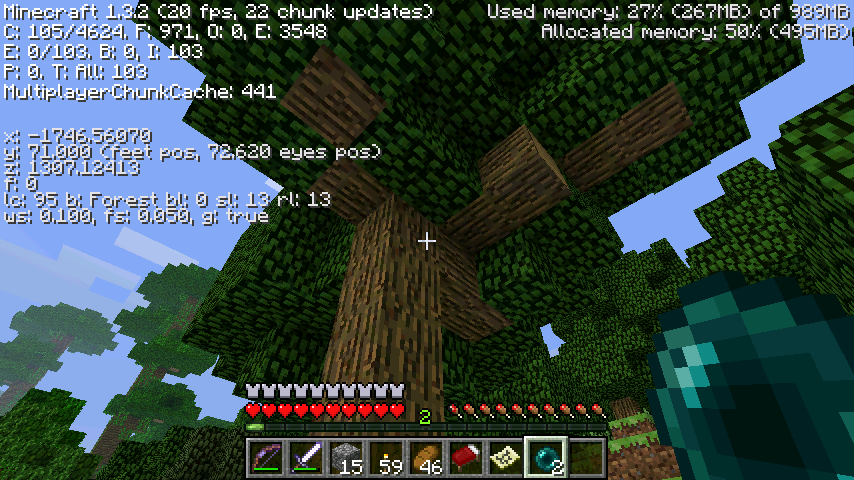 Minecraft 1.3.2 (20 fps, 22 chunk updates)
Used memory: 27% (267MB) of 989MB
C: 105/4624, F: 971, O: 0, E: 3548
Allocated memory: 50% (495MB)
E: 0/103, B: 0, I: 103
P: 0, T: All: 103
MultiplayerChunkCache: 441
x: -1746.56070
y: 71.000 (feet pos, 72.620 eyes pos)
z: 1307.12413
f: 0
lc: 95 b: Forest bl: 0 sl: 13 rl: 13
ws: 0.100, fs: 0.050, g: true
2
15 59 46 2